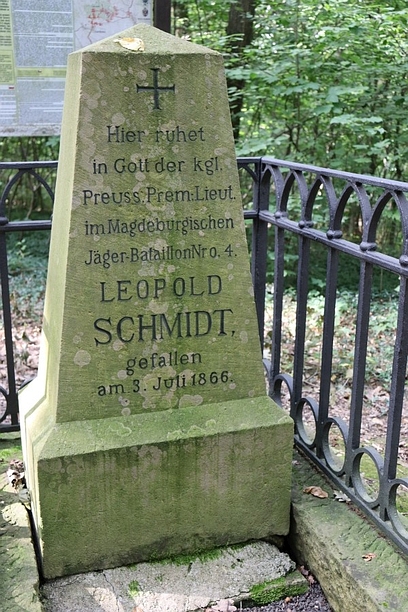 Hier ruhet
in Gott der kgl.
Preuss. Prem: Lieut.
im Magdeburgischen
Jäger-Bataillon Nro. 4.
LEOPOLD
SCHMIDT,
gefallen
am 3. Juli 1866.